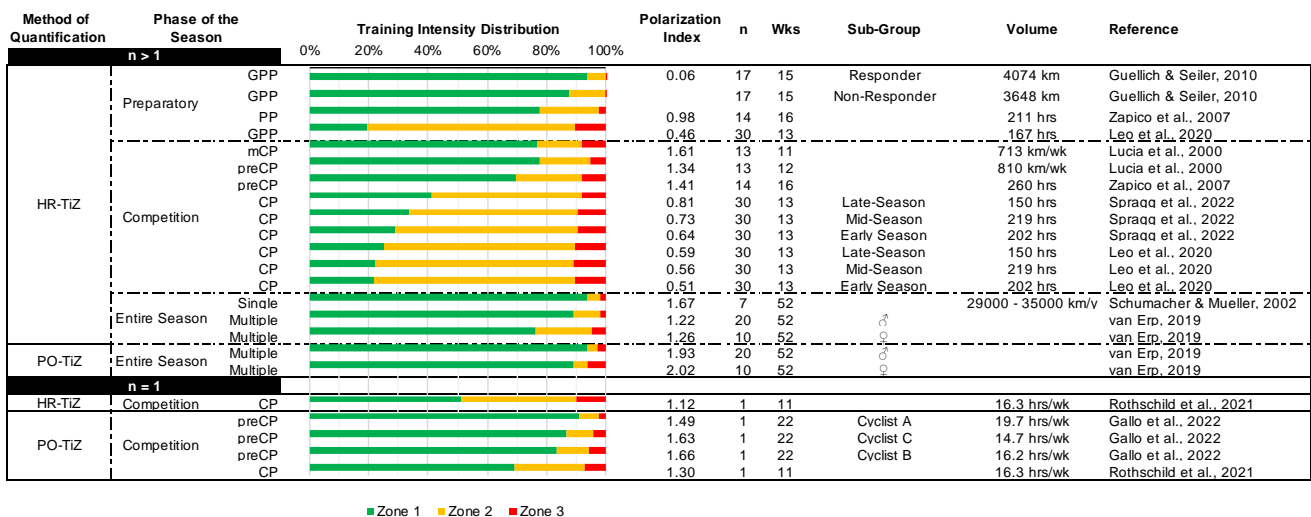 Method of Quantification Phase of the Season Training Intensity Distribution Polarization Index n Wks Sub-Group Volume Reference
n > 1 0% 20% 40% 60% 80% 100%
HR-TiZ Preparatory GPP 0.06 17 15 Responder 4074 km Guellich & Seiler, 2010
GPP 17 15 Non-Responder 3648 km Guellich & Seiler, 2010
PP 0.98 14 16 211 hrs Zapico et al., 2007
GPP 0.46 30 13 167 hrs Leo et al., 2020
Competition mCP 1.61 13 11 713 km/wk Lucia et al., 2000
preCP 1.34 13 12 810 km/wk Lucia et al., 2000
preCP 1.41 14 16 260 hrs Zapico et al., 2007
CP 0.81 30 13 Late-Season 150 hrs Spragg et al., 2022
CP 0.73 30 13 Mid-Season 219 hrs Spragg et al., 2022
CP 0.64 30 13 Early Season 202 hrs Spragg et al., 2022
CP 0.59 30 13 Late-Season 150 hrs Leo et al., 2020
CP 0.56 30 13 Mid-Season 219 hrs Leo et al., 2020
CP 0.51 30 13 Early Season 202 hrs Leo et al., 2020
Entire Season Single 1.67 7 52 29000 - 35000 km/y Schumacher & Mueller, 2002
Multiple 1.22 20 52 ♂ van Erp, 2019
Multiple 1.26 10 52 ♀ van Erp, 2019
PO-TiZ Entire Season Multiple 1.93 20 52 ♂ van Erp, 2019
Multiple 2.02 10 52 ♀ van Erp, 2019
n = 1
HR-TiZ Competition CP 1.12 1 11 16.3 hrs/wk Rothschild et al., 2021
PO-TiZ Competition preCP 1.49 1 22 Cyclist A 19.7 hrs/wk Gallo et al., 2022
preCP 1.63 1 22 Cyclist C 14.7 hrs/wk Gallo et al., 2022
preCP 1.66 1 22 Cyclist B 16.2 hrs/wk Gallo et al., 2022
CP 1.30 1 11 16.3 hrs/wk Rothschild et al., 2021
Zone 1 Zone 2 Zone 3